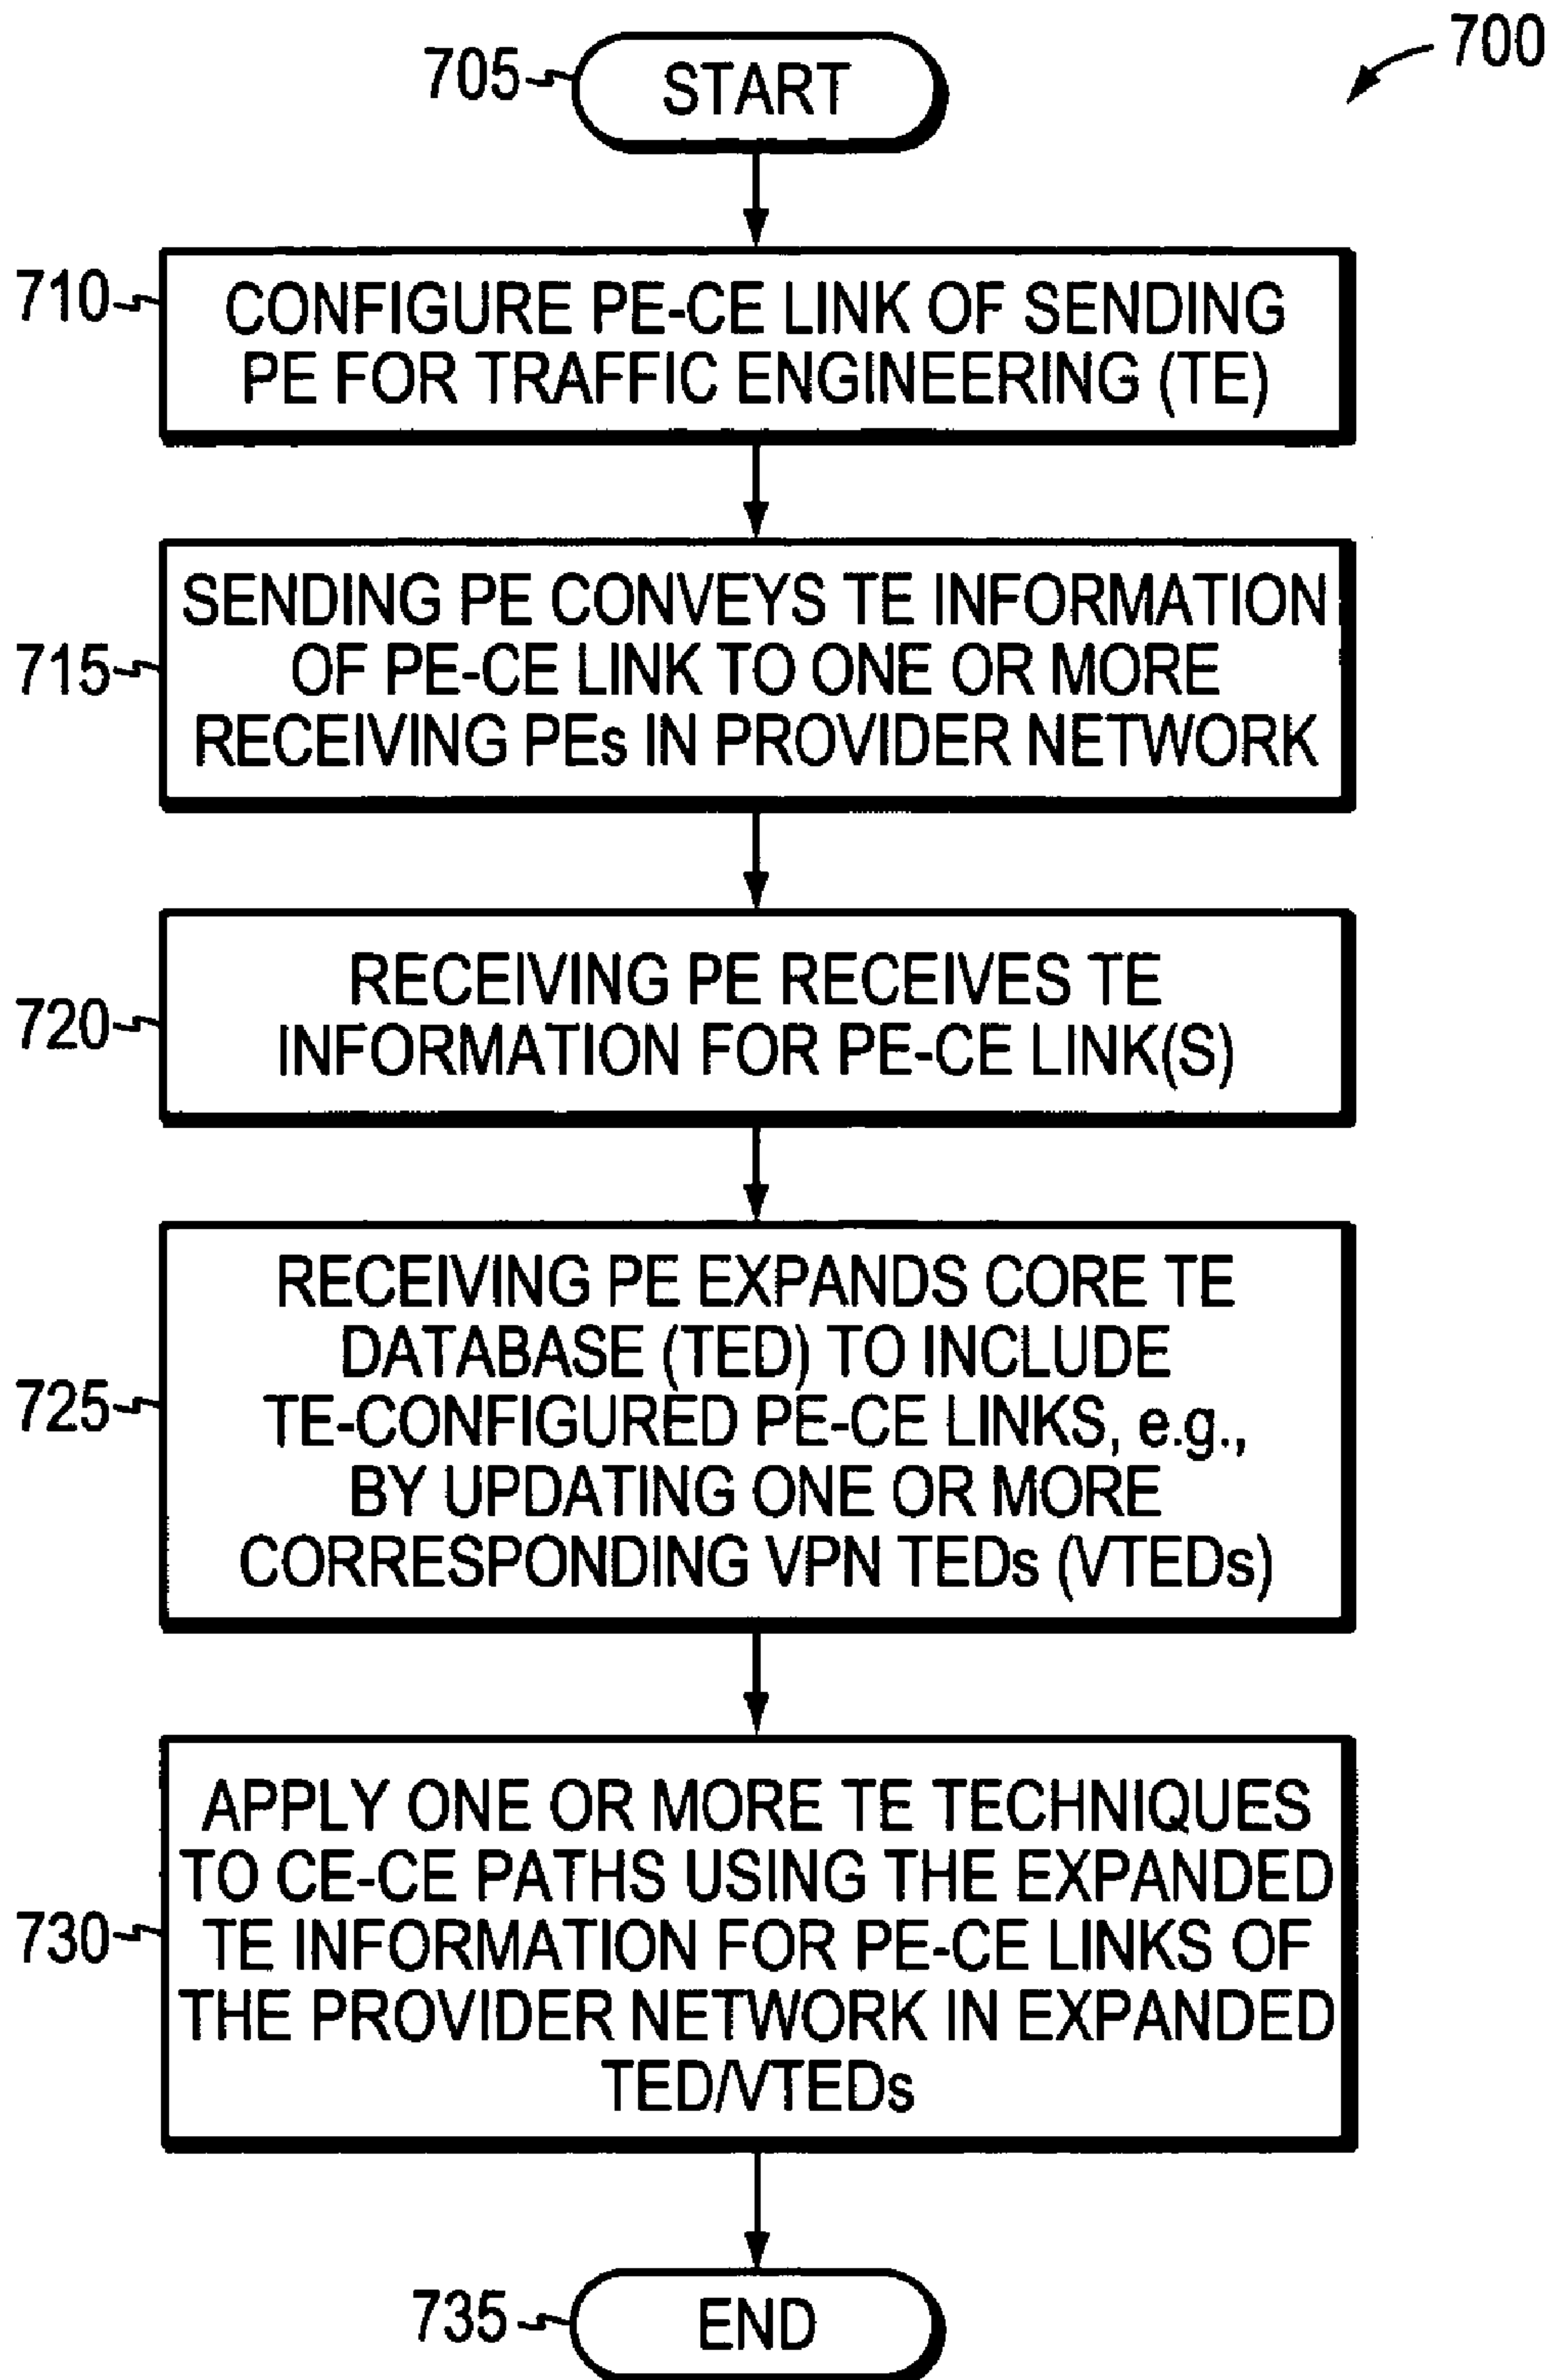 700
705
START
710
CONFIGURE PE-CE LINK OF SENDING
PE FOR TRAFFIC ENGINEERING (TE)
715
SENDING PE CONVEYS TE INFORMATION
OF PE-CE LINK TO ONE OR MORE
RECEIVING PEs IN PROVIDER NETWORK
720
RECEIVING PE RECEIVES TE
INFORMATION FOR PE-CE LINK(S)
725
RECEIVING PE EXPANDS CORE TE
DATABASE (TED) TO INCLUDE
TE-CONFIGURED PE-CE LINKS, e.g.,
BY UPDATING ONE OR MORE
CORRESPONDING VPN TEDs (VTEDs)
730
APPLY ONE OR MORE TE TECHNIQUES
TO CE-CE PATHS USING THE EXPANDED
TE INFORMATION FOR PE-CE LINKS OF
THE PROVIDER NETWORK IN EXPANDED
TED/VTEDs
735
END